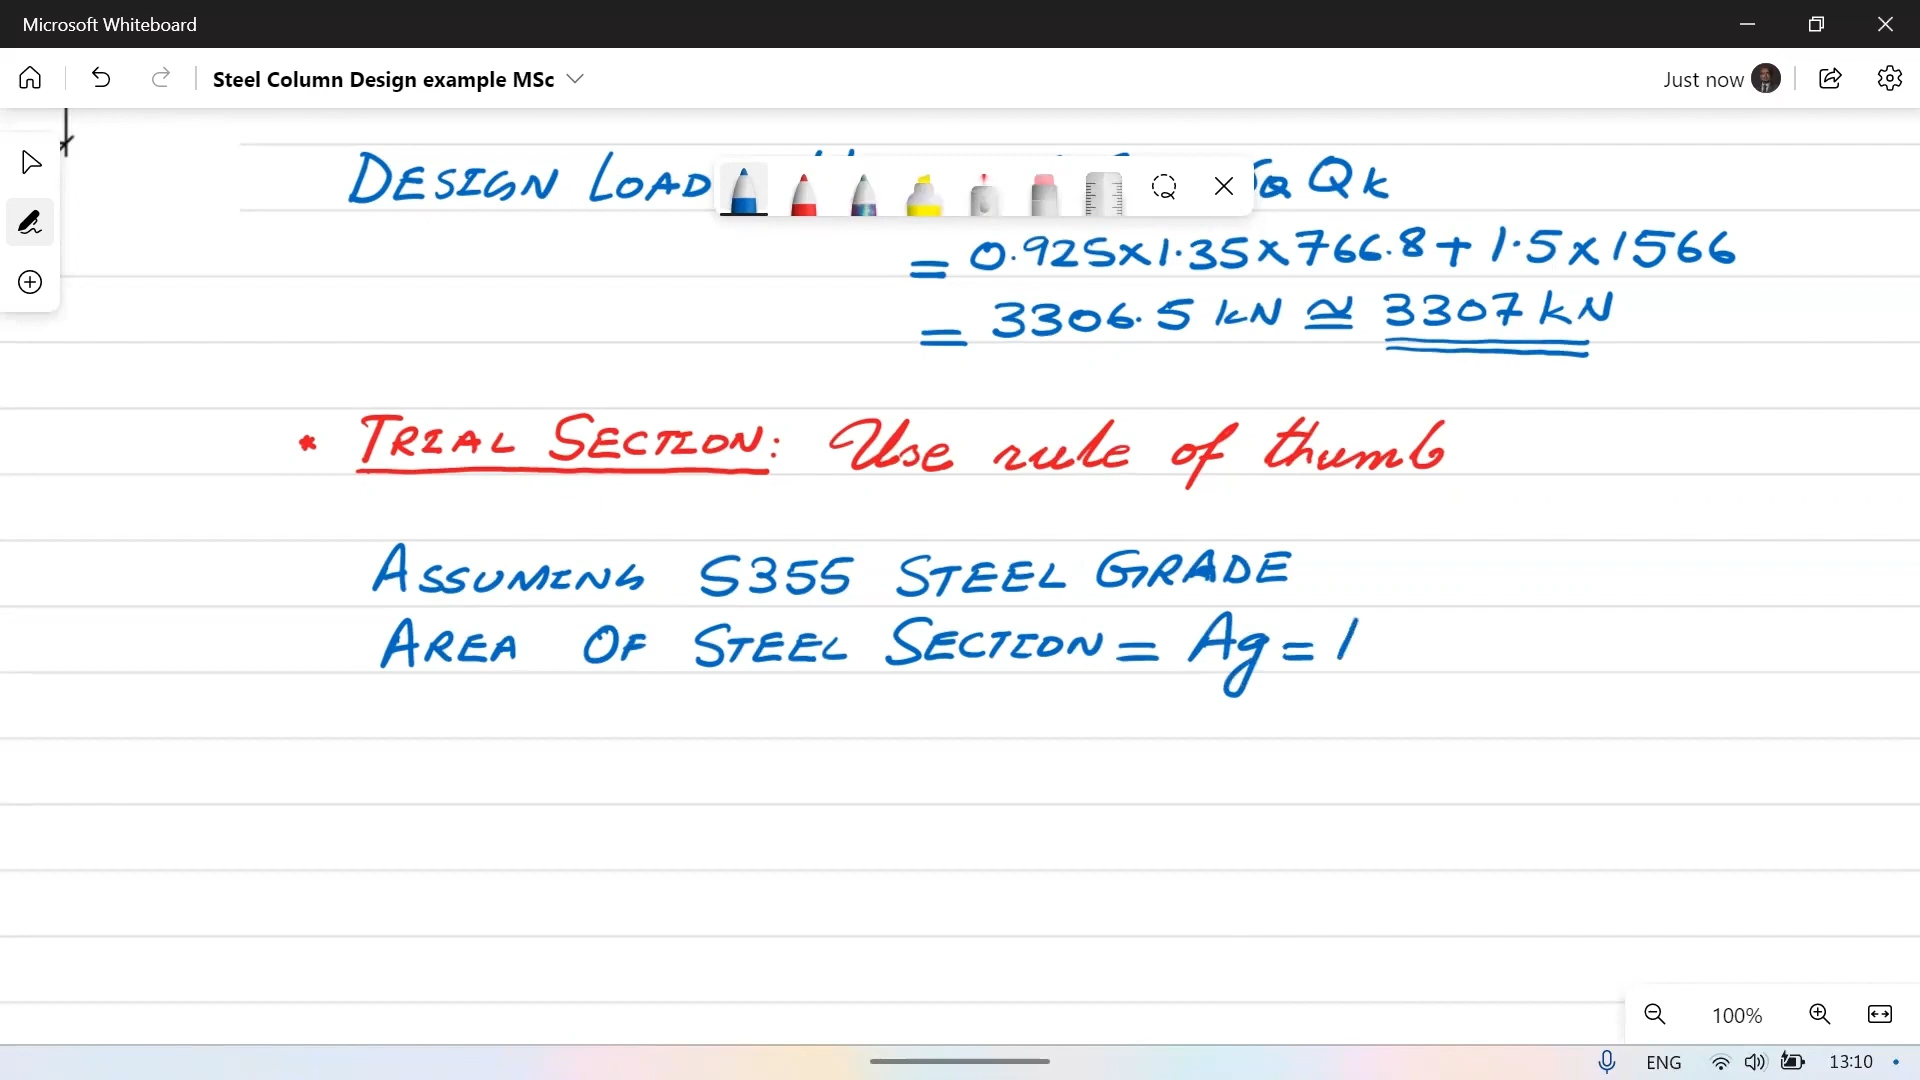 Microsoft Whiteboard
Steel Column Design example MSc
Just now
DESIGN LOAD Qk
= 0.925x1.35x766.8+1.5x1566
= 3306.5 kN ≅ 3307 kN
* TRIAL SECTION: Use rule of thumb
ASSUMING S355 STEEL GRADE
AREA OF STEEL SECTION = Ag = 1
100%
ENG 13:10